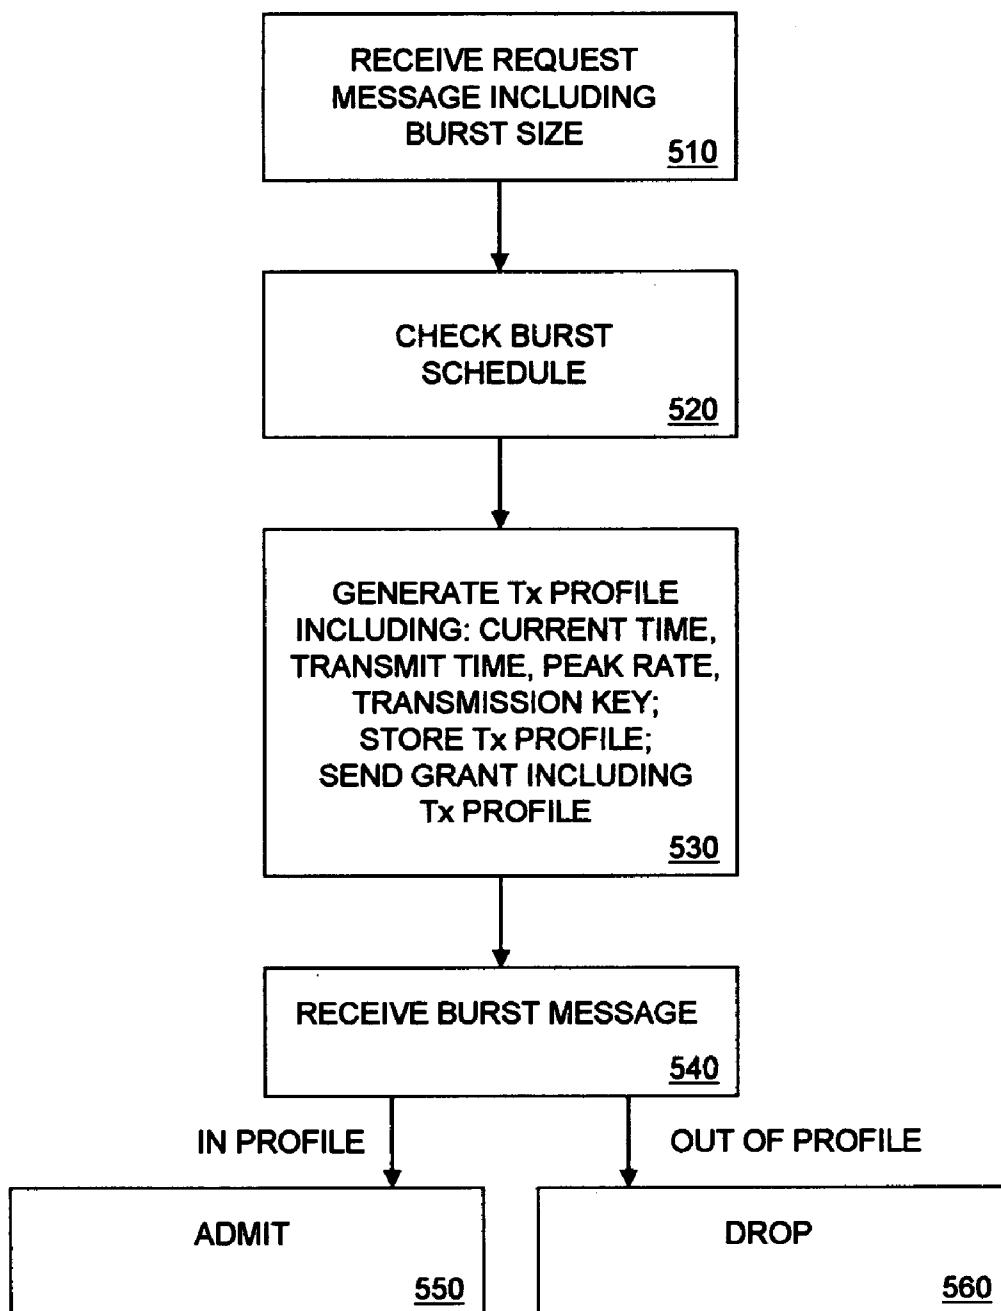 RECEIVE REQUEST
MESSAGE INCLUDING
BURST SIZE
510
CHECK BURST
SCHEDULE
520
GENERATE Tx PROFILE
INCLUDING: CURRENT TIME,
TRANSMIT TIME, PEAK RATE,
TRANSMISSION KEY;
STORE Tx PROFILE;
SEND GRANT INCLUDING
Tx PROFILE
530
RECEIVE BURST MESSAGE
540
IN PROFILE
OUT OF PROFILE
ADMIT
550
DROP
560